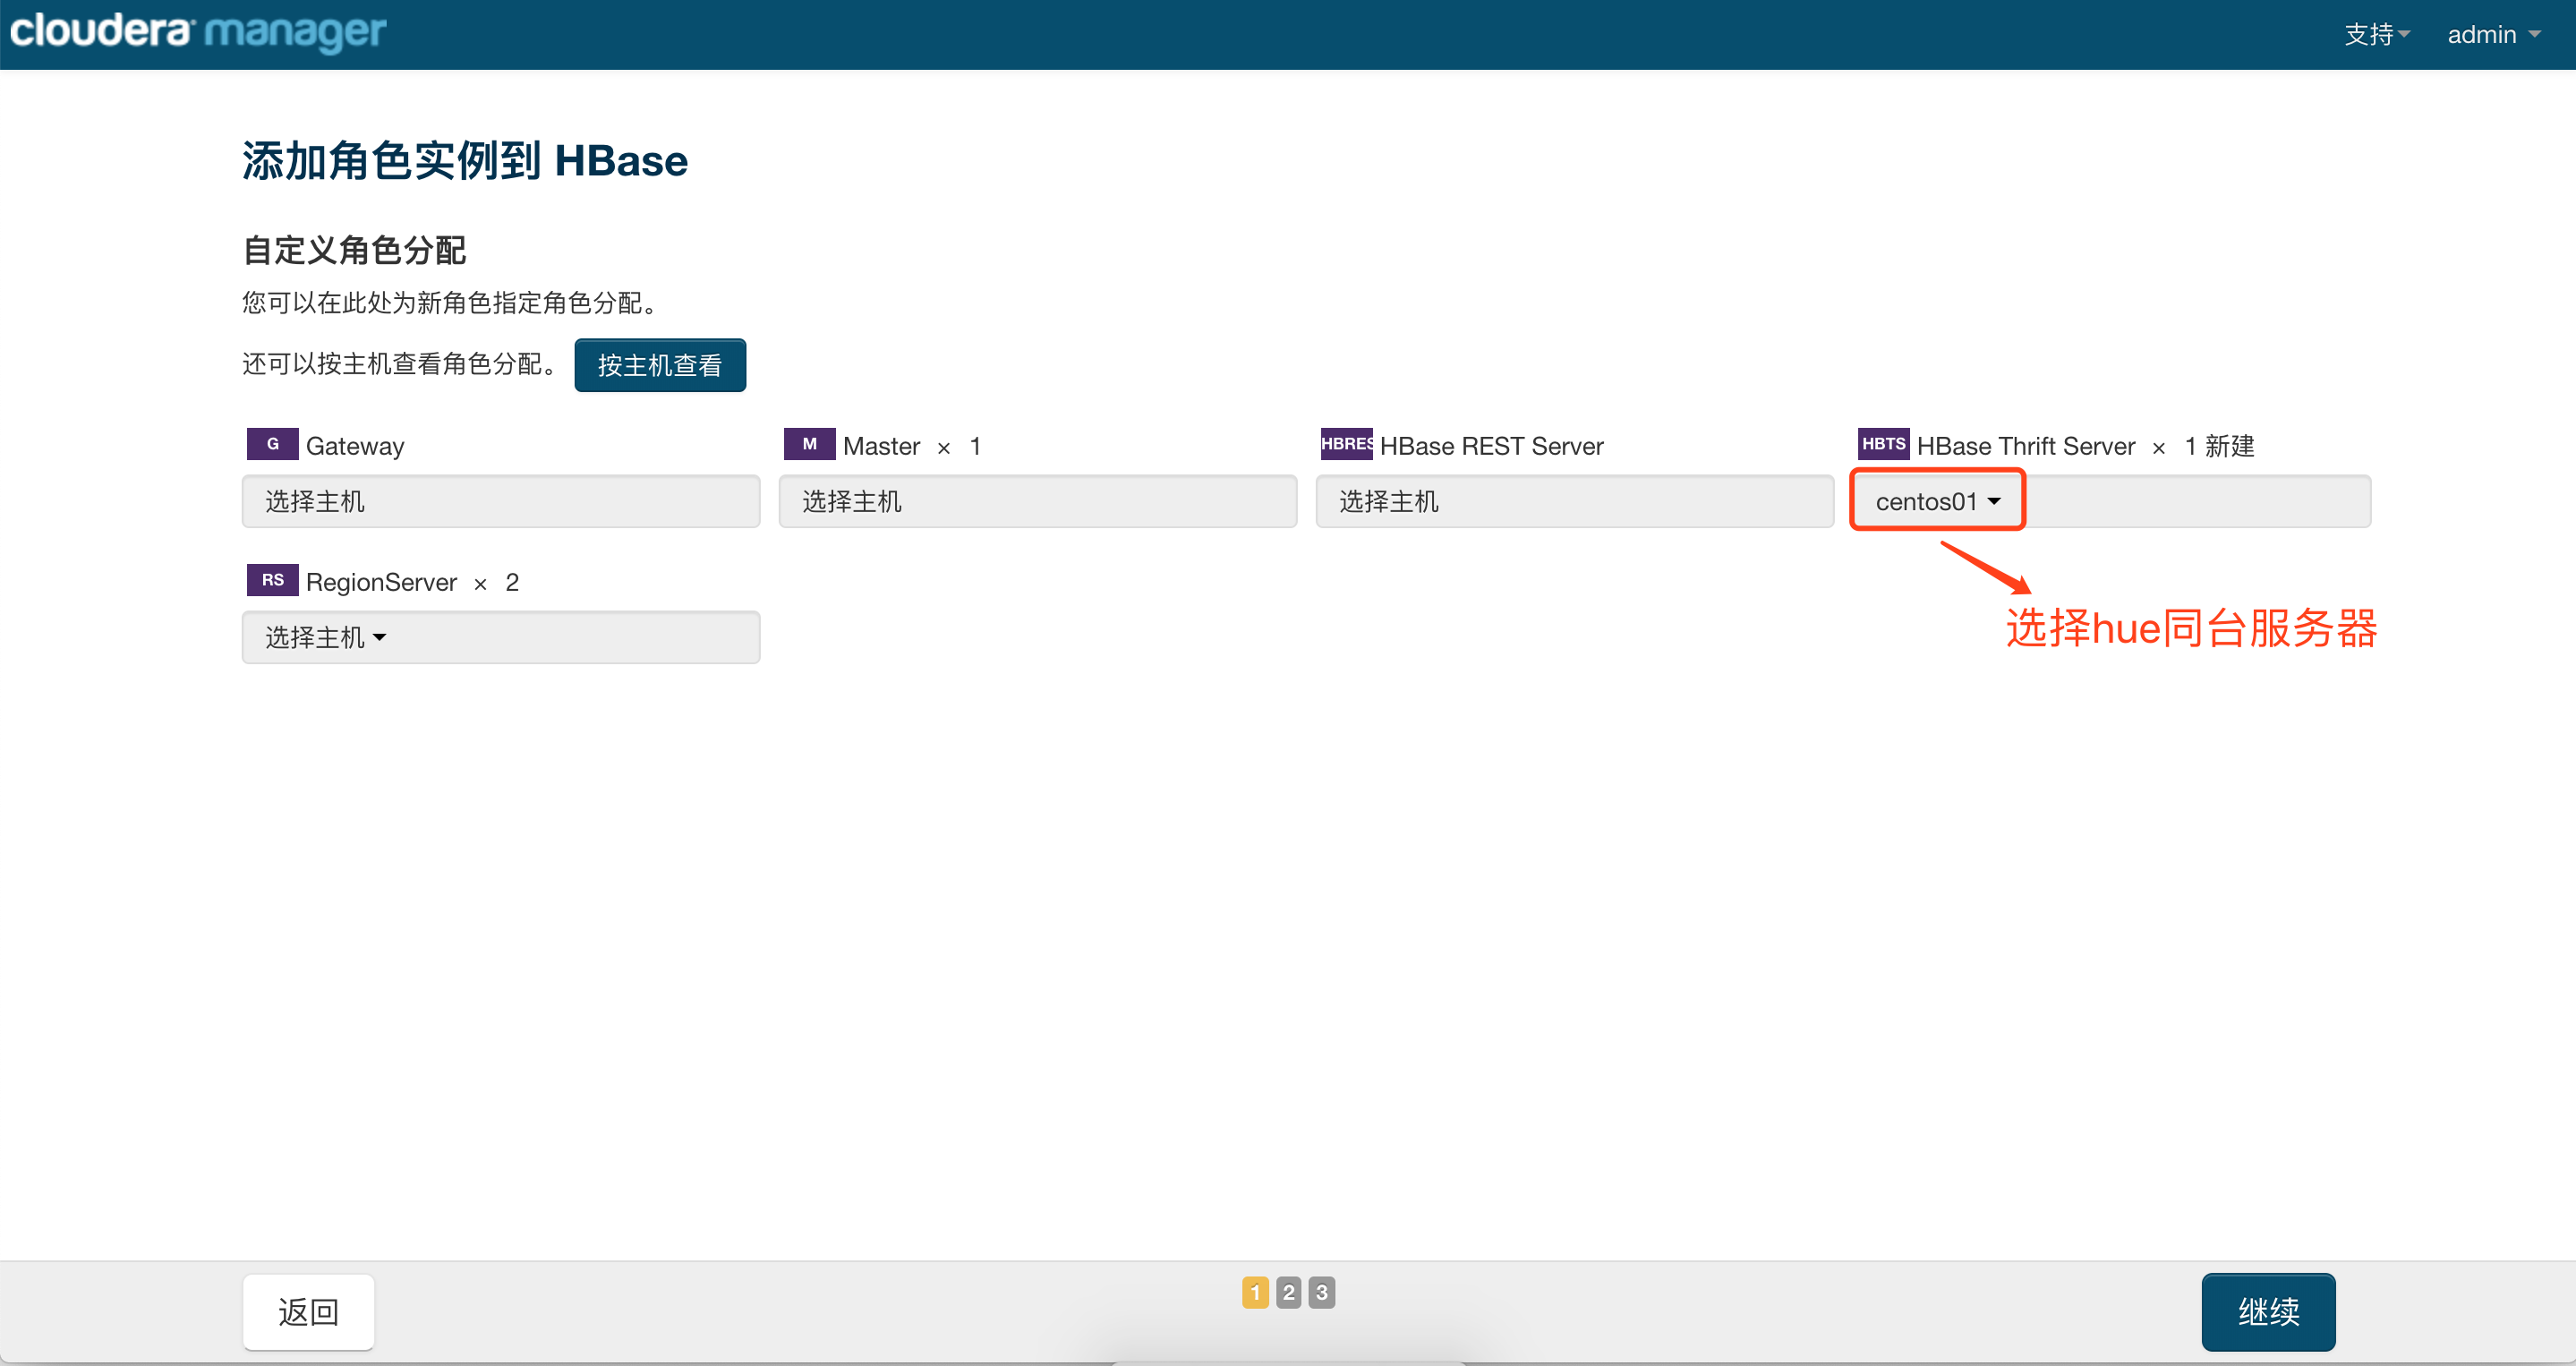 cloudera manager
支持 admin
添加角色实例到 HBase
自定义角色分配
您可以在此处为新角色指定角色分配。
还可以按主机查看角色分配。 按主机查看
G Gateway
选择主机
M Master × 1
选择主机
HBRES HBase REST Server
选择主机
HBTS HBase Thrift Server × 1 新建
centos01
选择hue同台服务器
RS RegionServer × 2
选择主机
返回
1 2 3
继续